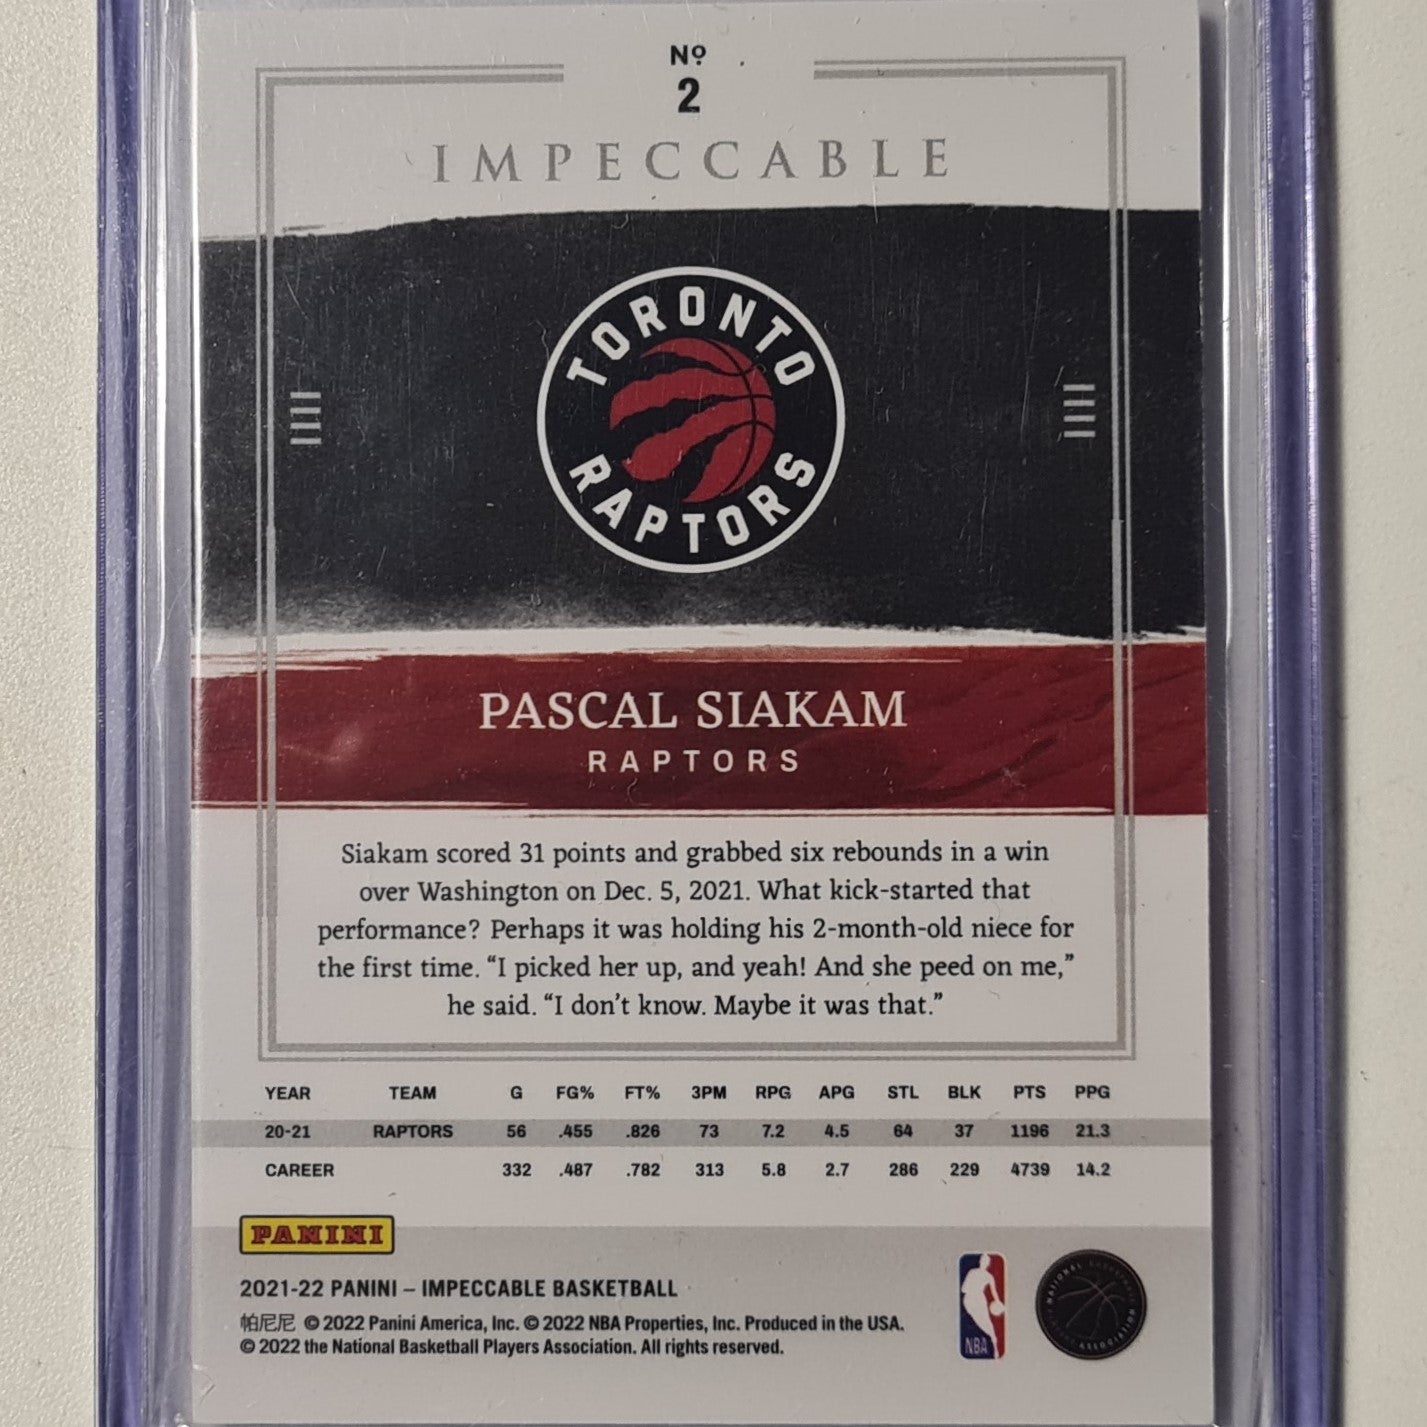 Nº
2
IMPECCABLE
TORONTO
RAPTORS
PASCAL SIAKAM
RAPTORS
Siakam scored 31 points and grabbed six rebounds in a win
over Washington on Dec. 5, 2021. What kick-started that
performance? Perhaps it was holding his 2-month-old niece for
the first time. “I picked her up, and yeah! And she peed on me,”
he said. “I don’t know. Maybe it was that.”
YEAR TEAM G FG% FT% 3PM RPG APG STL BLK PTS PPG
20-21 RAPTORS 56 .455 .826 73 7.2 4.5 64 37 1196 21.3
CAREER 332 .487 .782 313 5.8 2.7 286 229 4739 14.2
PANINI
2021-22 PANINI – IMPECCABLE BASKETBALL
帕尼尼 © 2022 Panini America, Inc. © 2022 NBA Properties, Inc. Produced in the USA.
© 2022 the National Basketball Players Association. All rights reserved.
NBA
NATIONAL BASKETBALL PLAYERS ASSOCIATION